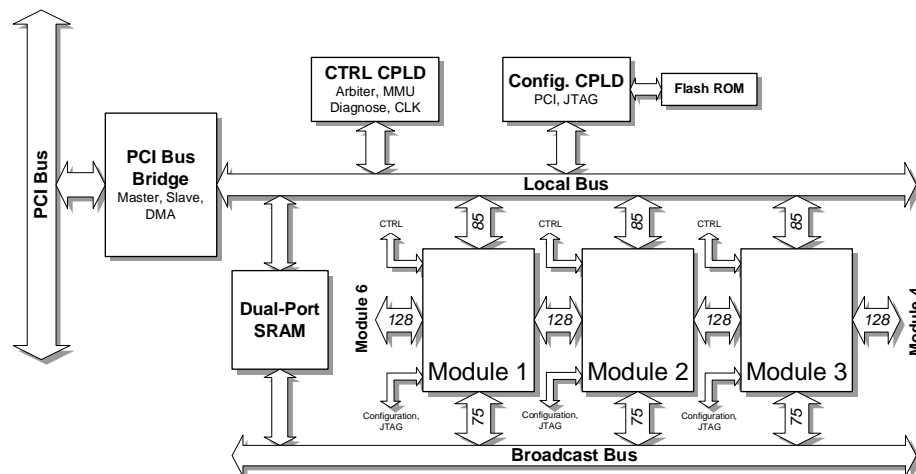 PCI Bus
PCI Bus
Bridge
Master, Slave,
DMA
CTRL CPLD
Arbiter, MMU
Diagnose, CLK
Config. CPLD
PCI, JTAG
Flash ROM
Local Bus
85
85
85
CTRL
CTRL
CTRL
Dual-Port
SRAM
Module 6
128
128
128
128
Module 4
Module 1
Module 2
Module 3
Configuration,
JTAG
Configuration,
JTAG
Configuration,
JTAG
75
75
75
Broadcast Bus